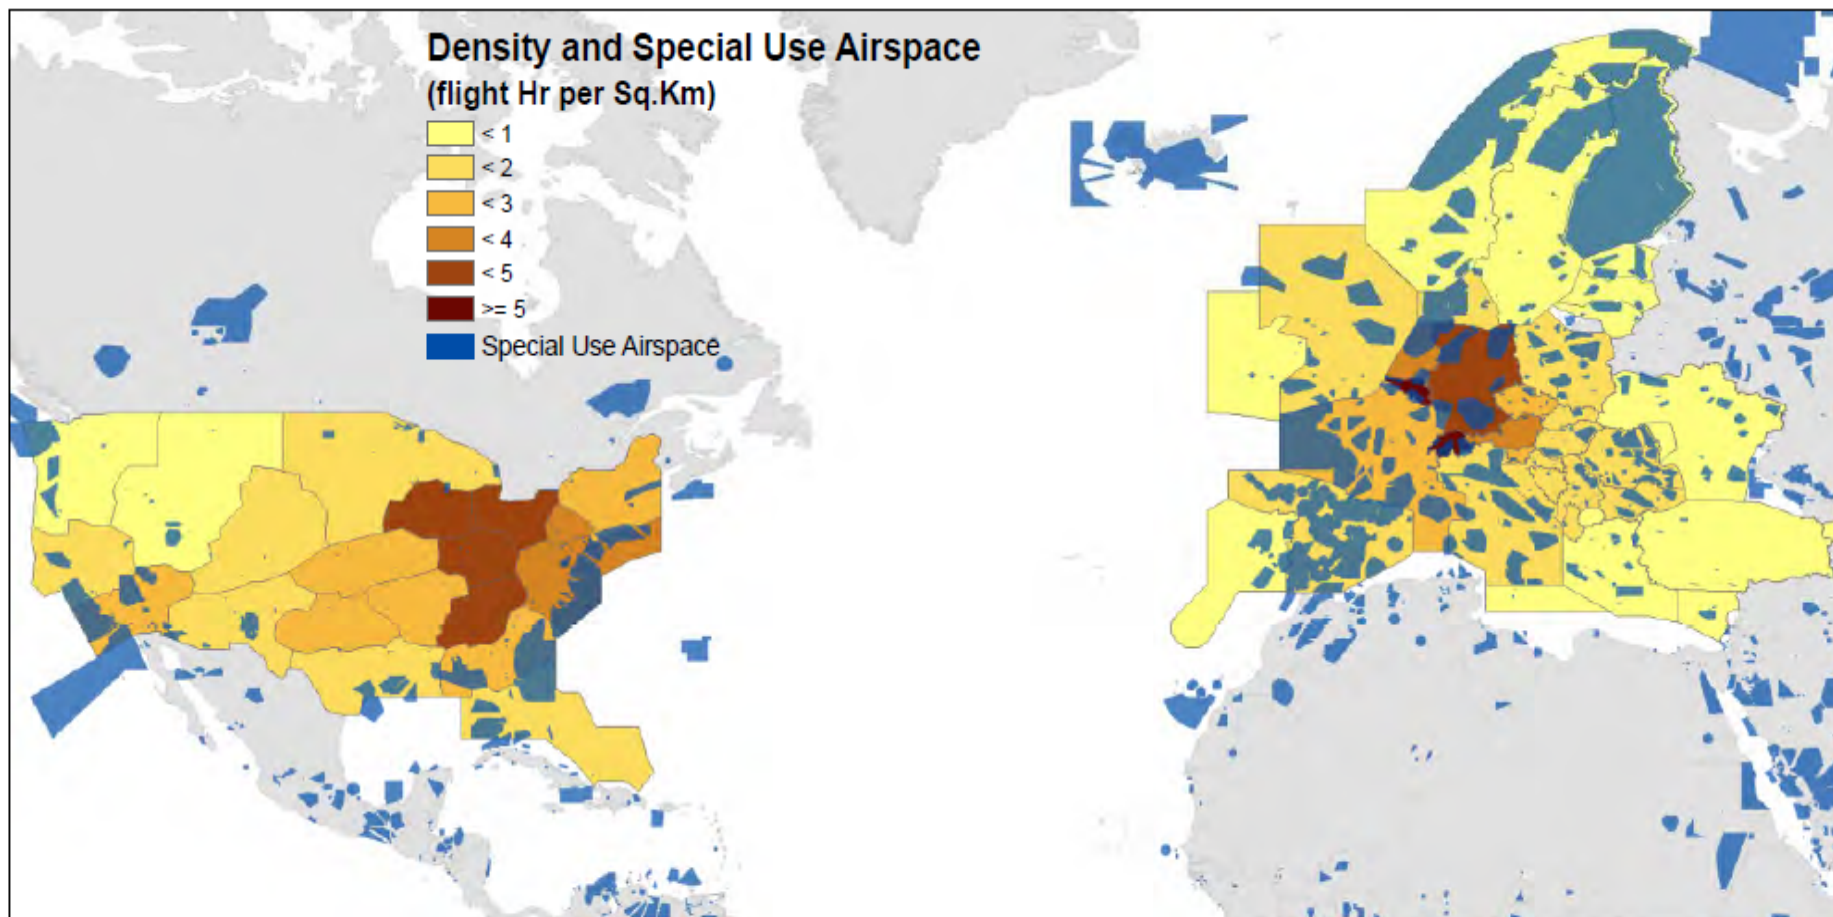 Density and Special Use Airspace
(flight Hr per Sq.Km)
< 1
< 2
< 3
< 4
< 5
>= 5
Special Use Airspace